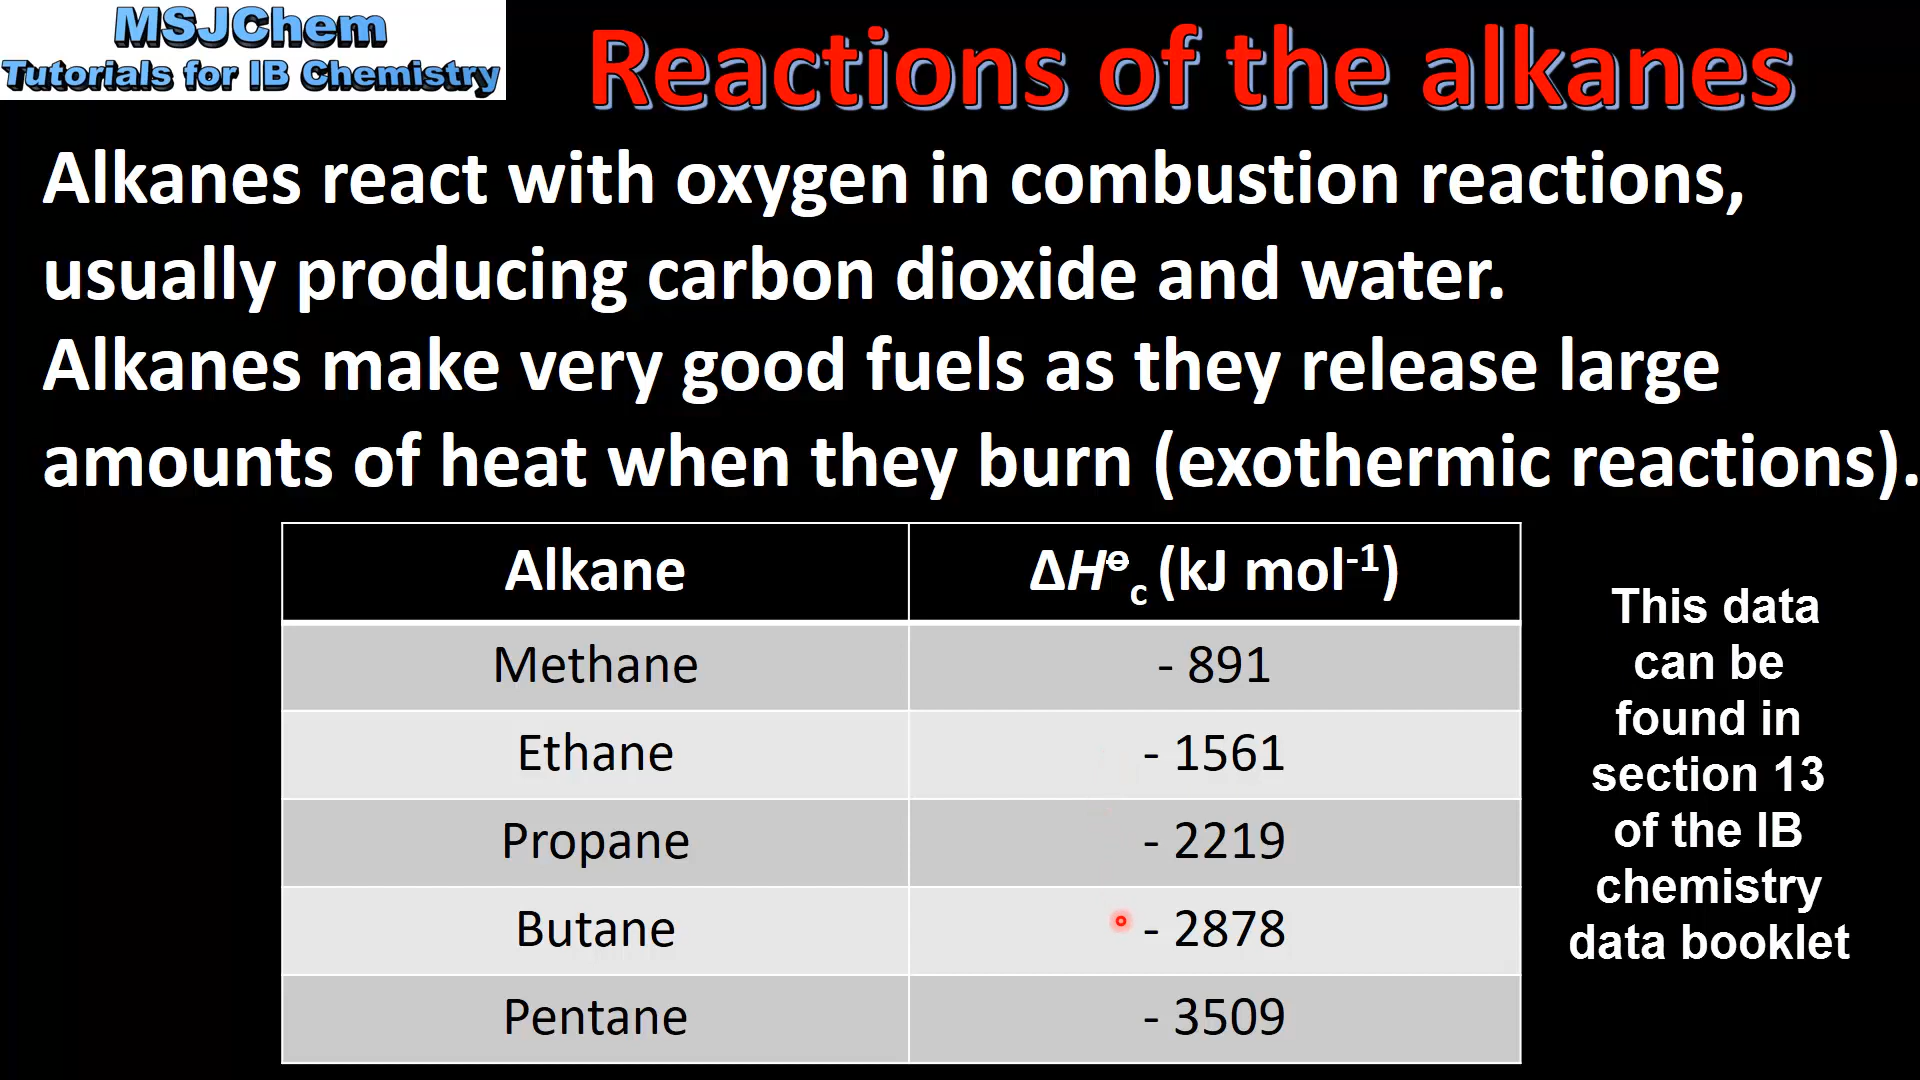 MSJChem
Tutorials for IB Chemistry
Reactions of the alkanes
Alkanes react with oxygen in combustion reactions,
usually producing carbon dioxide and water.
Alkanes make very good fuels as they release large
amounts of heat when they burn (exothermic reactions).
Alkane ΔH⊖c (kJ mol-1)
Methane - 891
Ethane - 1561
Propane - 2219
Butane - 2878
Pentane - 3509
This data
can be
found in
section 13
of the IB
chemistry
data booklet